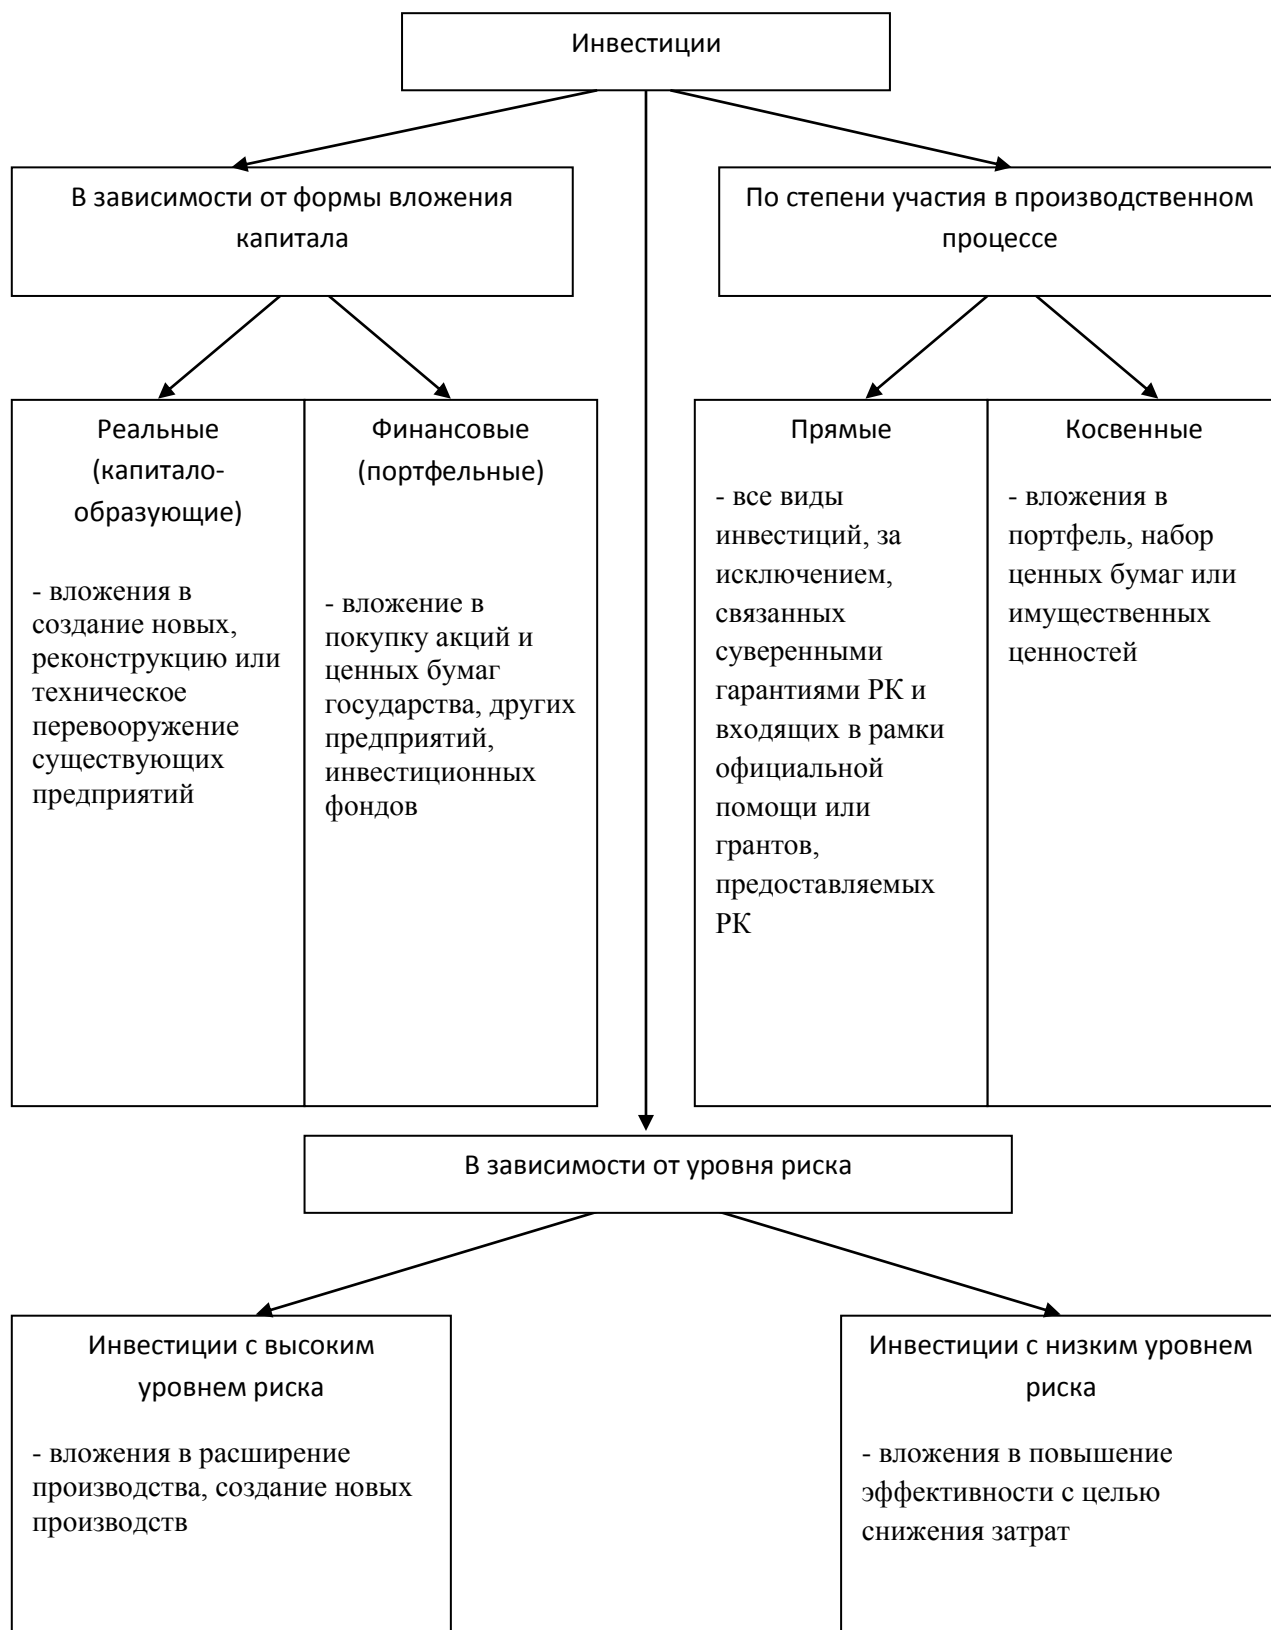 Инвестиции
В зависимости от формы вложения
капитала
По степени участия в производственном
процессе
Реальные
(капитало-
образующие)
- вложения в
создание новых,
реконструкцию или
техническое
перевооружение
существующих
предприятий
Финансовые
(портфельные)
- вложение в
покупку акций и
ценных бумаг
государства, других
предприятий,
инвестиционных
фондов
Прямые
- все виды
инвестиций, за
исключением,
связанных
суверенными
гарантиями РК и
входящих в рамки
официальной
помощи или
грантов,
предоставляемых
РК
Косвенные
- вложения в
портфель, набор
ценных бумаг или
имущественных
ценностей
В зависимости от уровня риска
Инвестиции с высоким
уровнем риска
- вложения в расширение
производства, создание новых
производств
Инвестиции с низким уровнем
риска
- вложения в повышение
эффективности с целью
снижения затрат